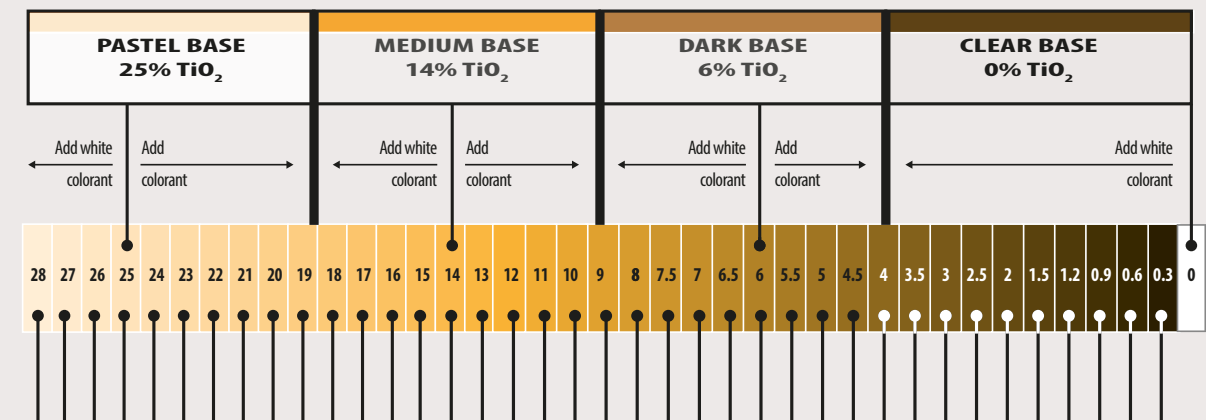 PASTEL BASE
25% TiO₂
MEDIUM BASE
14% TiO₂
DARK BASE
6% TiO₂
CLEAR BASE
0% TiO₂
Add white
colorant
Add
colorant
Add white
colorant
Add
colorant
Add white
colorant
Add
colorant
Add white
colorant
28 27 26 25 24 23 22 21 20 19 18 17 16 15 14 13 12 11 10 9 8 7.5 7 6.5 6 5.5 5 4.5 4 3.5 3 2.5 2 1.5 1.2 0.9 0.6 0.3 0